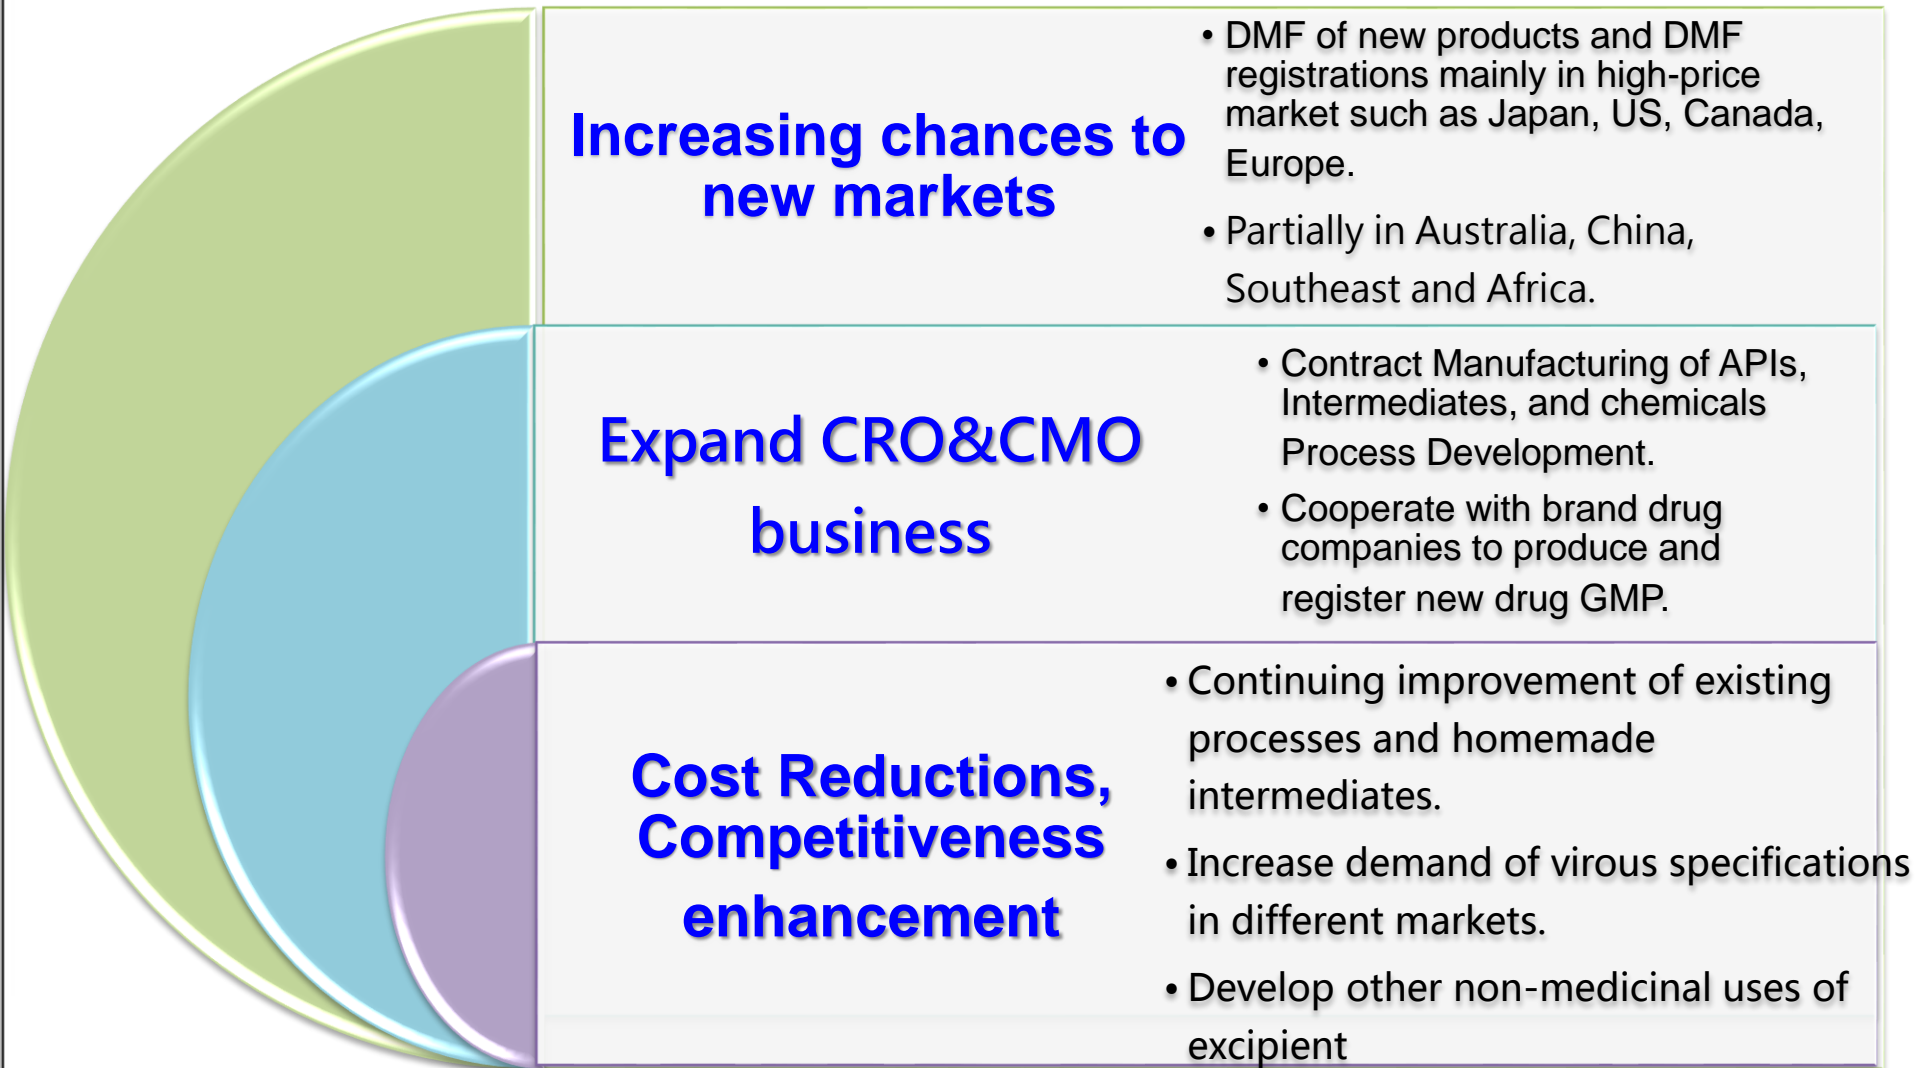 Increasing chances to
new markets
• DMF of new products and DMF
registrations mainly in high-price
market such as Japan, US, Canada,
Europe.
• Partially in Australia, China,
Southeast and Africa.
Expand CRO&CMO
business
• Contract Manufacturing of APIs,
Intermediates, and chemicals
Process Development.
• Cooperate with brand drug
companies to produce and
register new drug GMP.
Cost Reductions,
Competitiveness
enhancement
• Continuing improvement of existing
processes and homemade
intermediates.
• Increase demand of virous specifications
in different markets.
• Develop other non-medicinal uses of
excipient